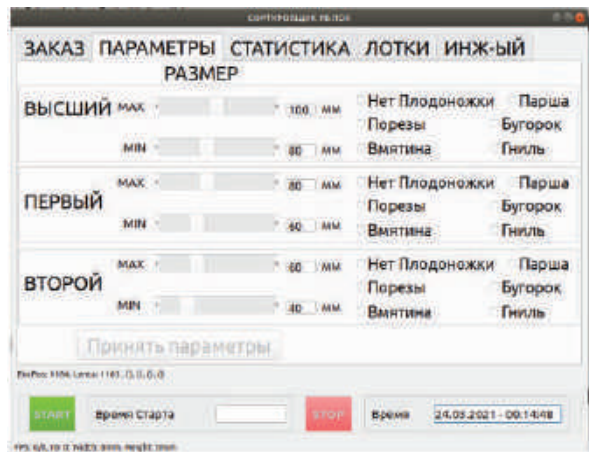 СОРТИРОВЩИК ЯБЛОК
ЗАКАЗ ПАРАМЕТРЫ СТАТИСТИКА ЛОТКИ ИНЖ-ЫЙ
РАЗМЕР
ВЫСШИЙ MAX 100 ММ Нет Плодоножки Парша
Порезы Бугорок
MIN 80 ММ Вмятина Гниль
MAX 80 ММ Нет Плодоножки Парша
ПЕРВЫЙ Порезы Бугорок
MIN 60 ММ Вмятина Гниль
MAX 60 ММ Нет Плодоножки Парша
ВТОРОЙ Порезы Бугорок
MIN 40 ММ Вмятина Гниль
Принять параметры
START Время Старта STOP Время 24.03.2021 - 00:14:48